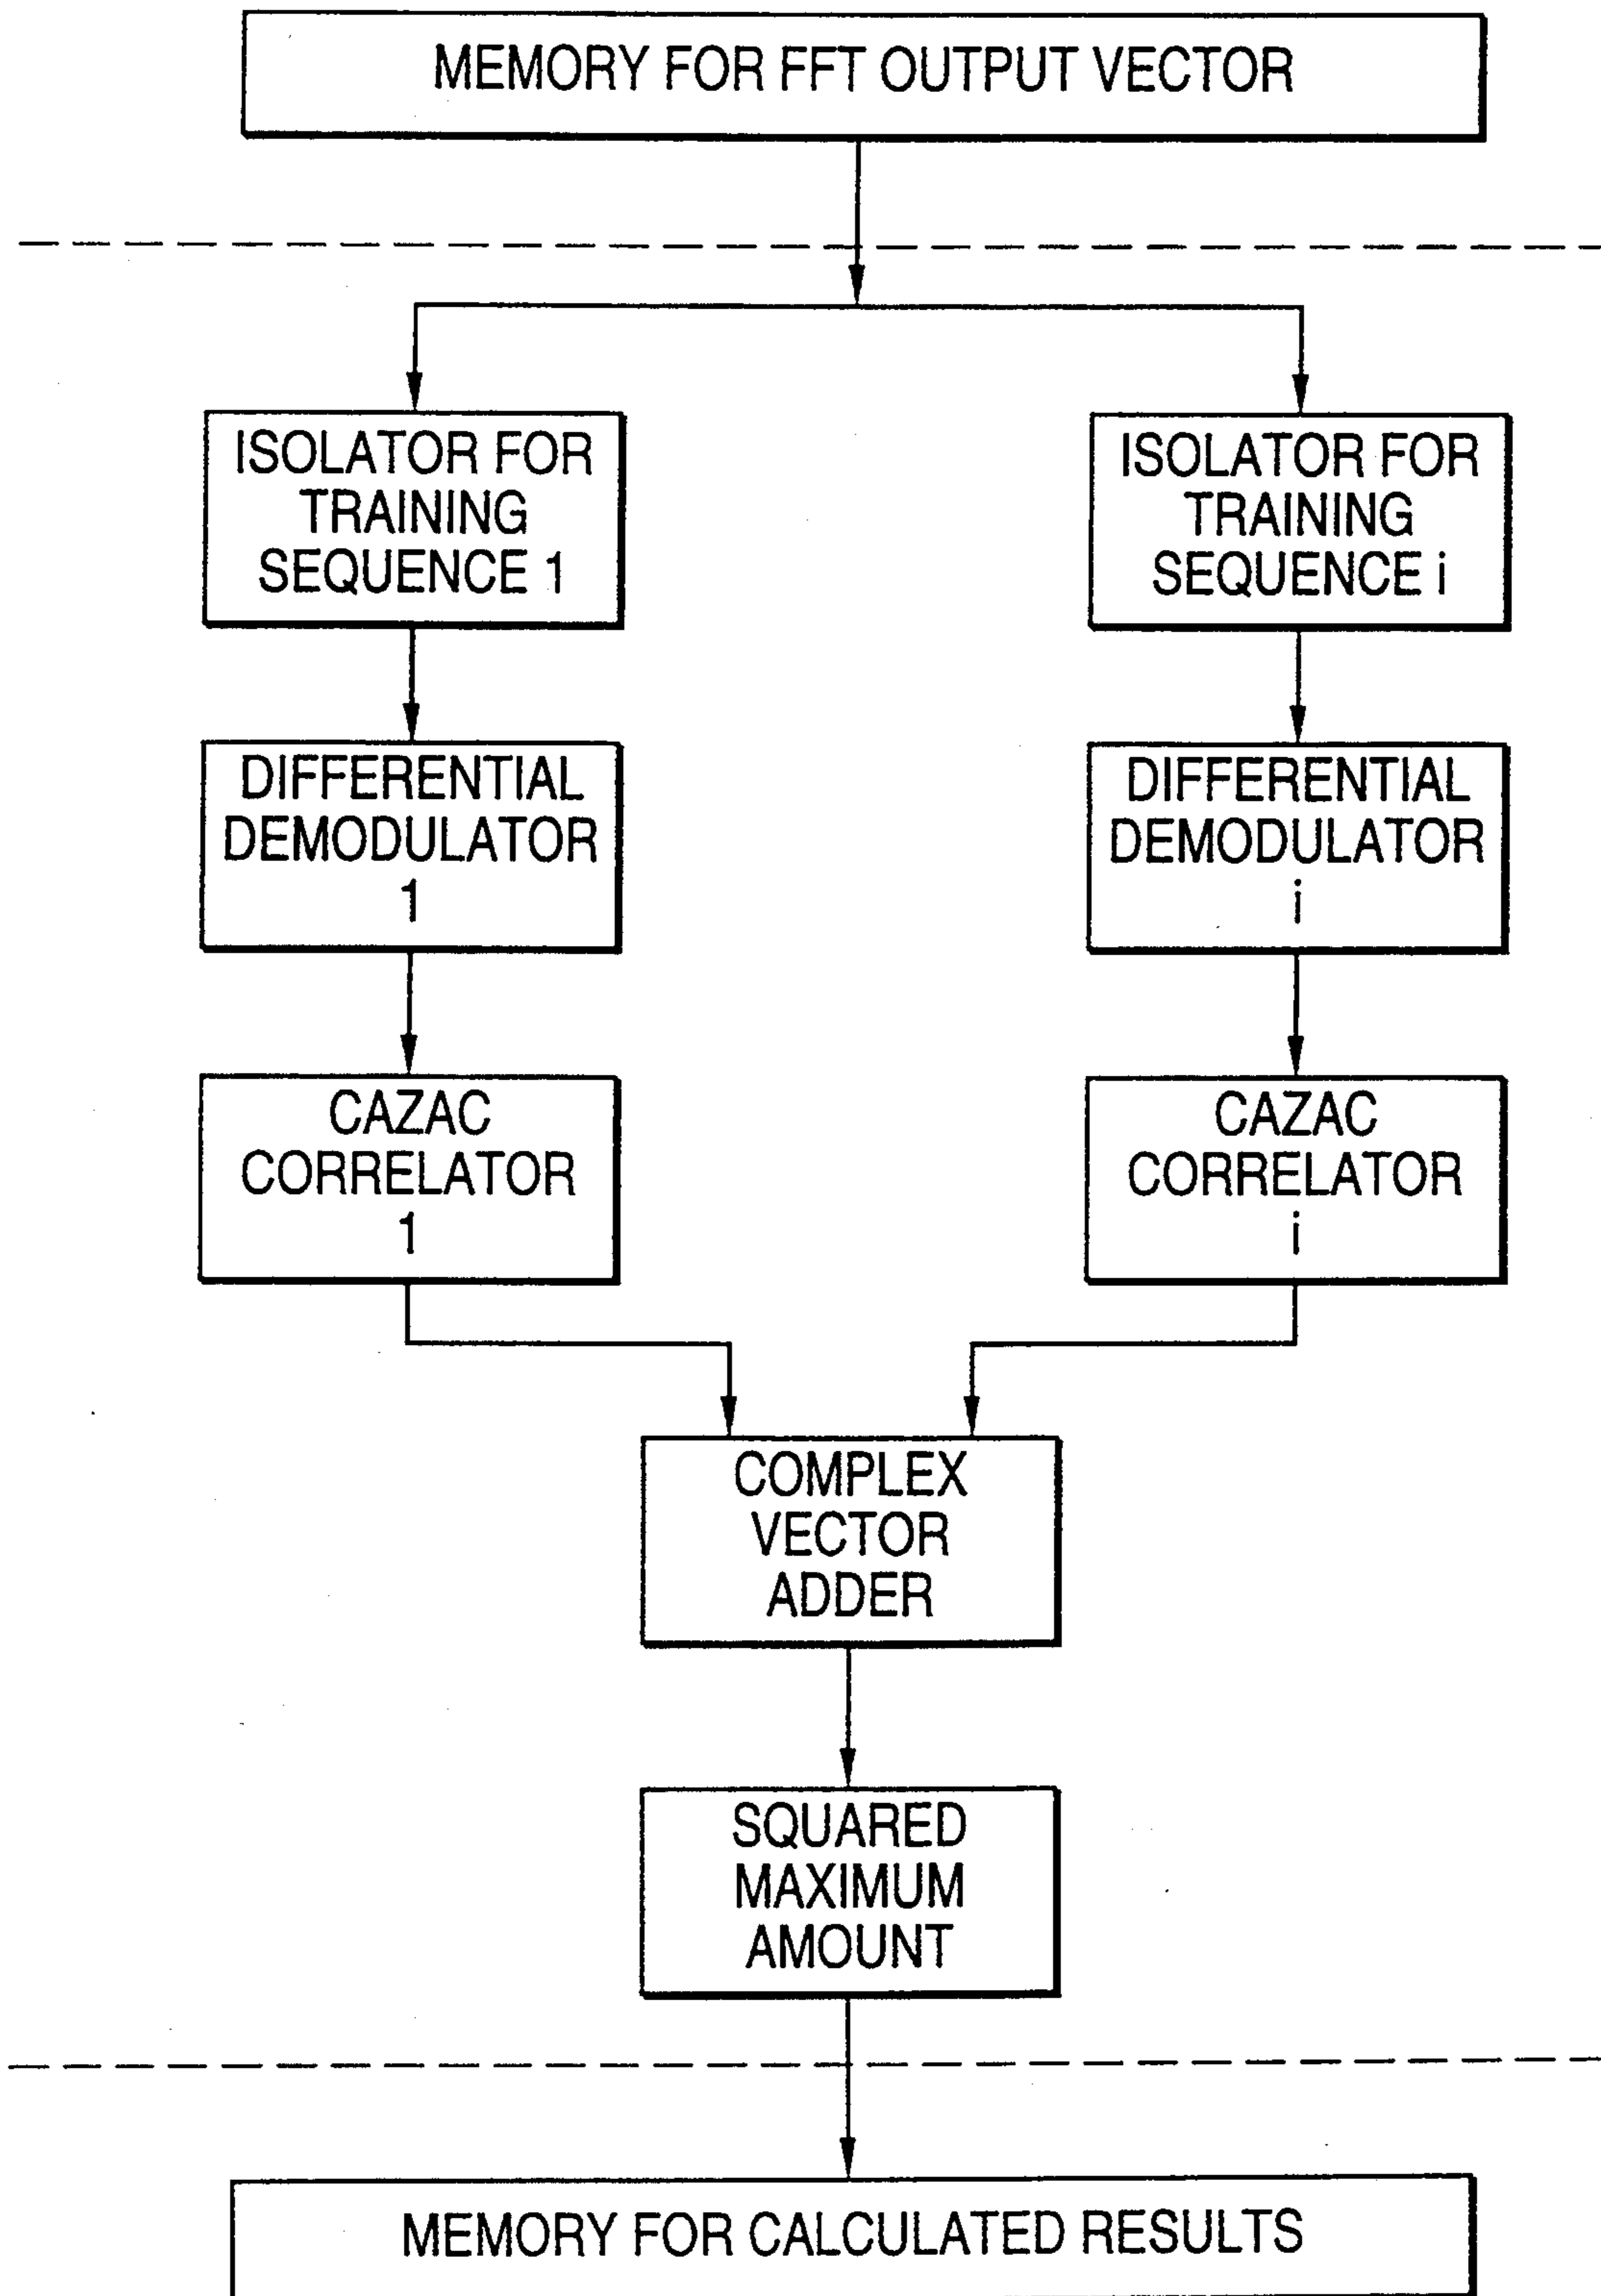 MEMORY FOR FFT OUTPUT VECTOR
ISOLATOR FOR
TRAINING
SEQUENCE 1
ISOLATOR FOR
TRAINING
SEQUENCE i
DIFFERENTIAL
DEMODULATOR
1
DIFFERENTIAL
DEMODULATOR
i
CAZAC
CORRELATOR
1
CAZAC
CORRELATOR
i
COMPLEX
VECTOR
ADDER
SQUARED
MAXIMUM
AMOUNT
MEMORY FOR CALCULATED RESULTS